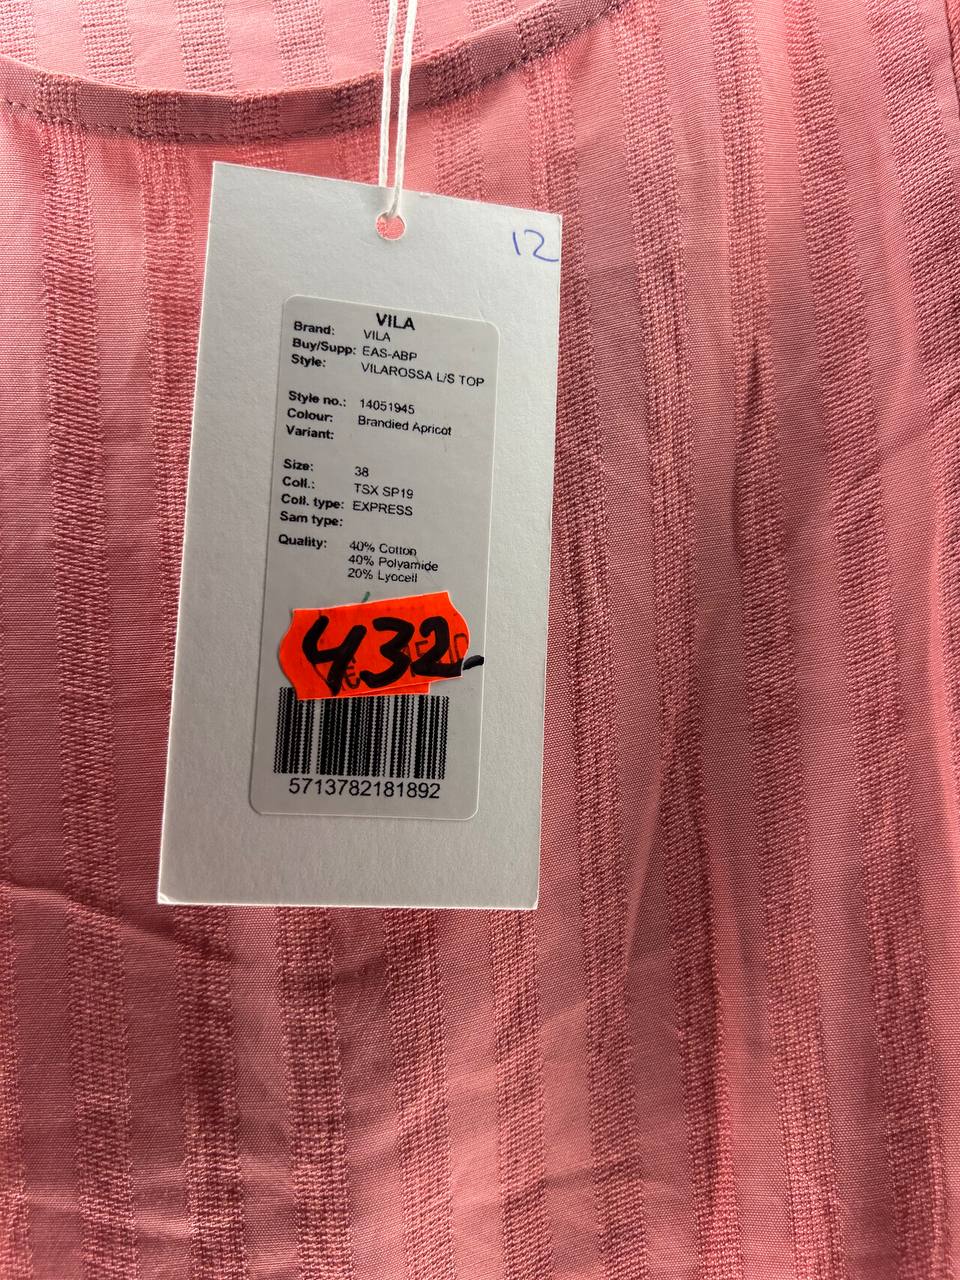 12
VILA
Brand: VILA
Buy/Supp: EAS-ABP
Style: VILAROSSA L/S TOP
Style no.: 14051945
Colour: Brandied Apricot
Variant:
Size: 38
Coll.: TSX SP19
Coll. type: EXPRESS
Sam type:
Quality: 40% Cotton
40% Polyamide
20% Lyocell
432
5713782181892